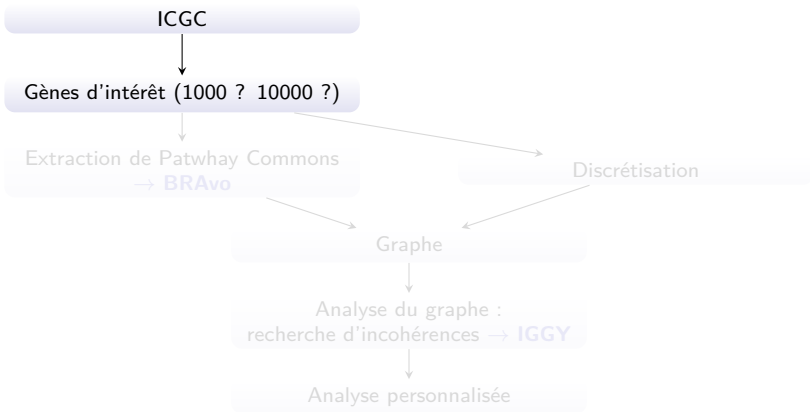 ICGC
Gènes d'intérêt (1000 ? 10000 ?)
Extraction de Patwhay Commons
→ BRAvo
Discrétisation
Graphe
Analyse du graphe :
recherche d'incohérences → IGGY
Analyse personnalisée